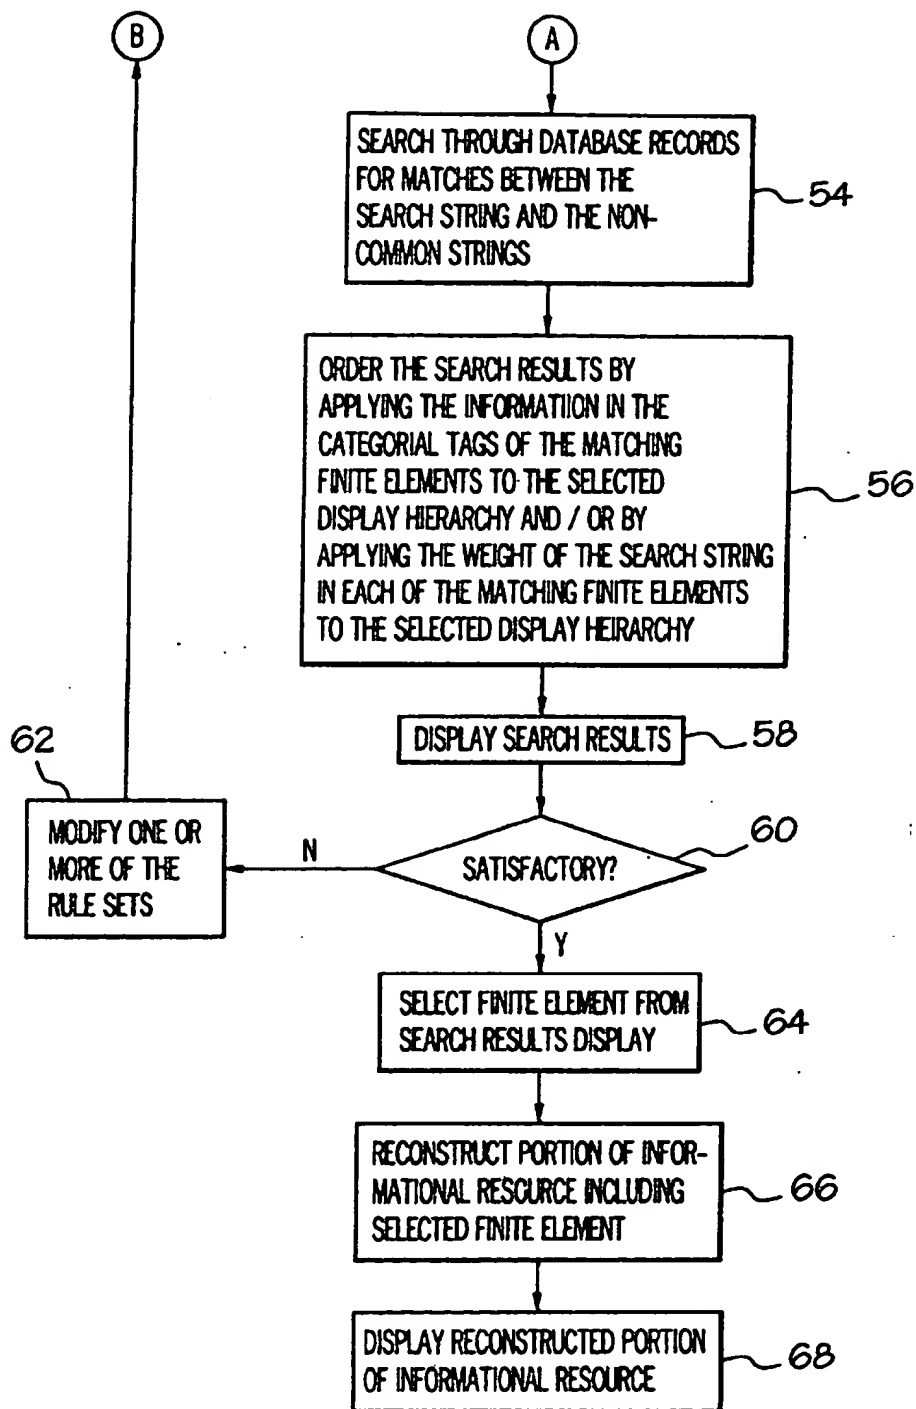 B
A
SEARCH THROUGH DATABASE RECORDS
FOR MATCHES BETWEEN THE
SEARCH STRING AND THE NON-
COMMON STRINGS
54
ORDER THE SEARCH RESULTS BY
APPLYING THE INFORMATIION IN THE
CATEGORIAL TAGS OF THE MATCHING
FINITE ELEMENTS TO THE SELECTED
DISPLAY HIERARCHY AND / OR BY
APPLYING THE WEIGHT OF THE SEARCH STRING
IN EACH OF THE MATCHING FINITE ELEMENTS
TO THE SELECTED DISPLAY HEIRARCHY
56
DISPLAY SEARCH RESULTS
58
62
MODIFY ONE OR
MORE OF THE
RULE SETS
N
SATISFACTORY?
60
Y
SELECT FINITE ELEMENT FROM
SEARCH RESULTS DISPLAY
64
RECONSTRUCT PORTION OF INFOR-
MATIONAL RESOURCE INCLUDING
SELECTED FINITE ELEMENT
66
DISPLAY RECONSTRUCTED PORTION
OF INFORMATIONAL RESOURCE
68